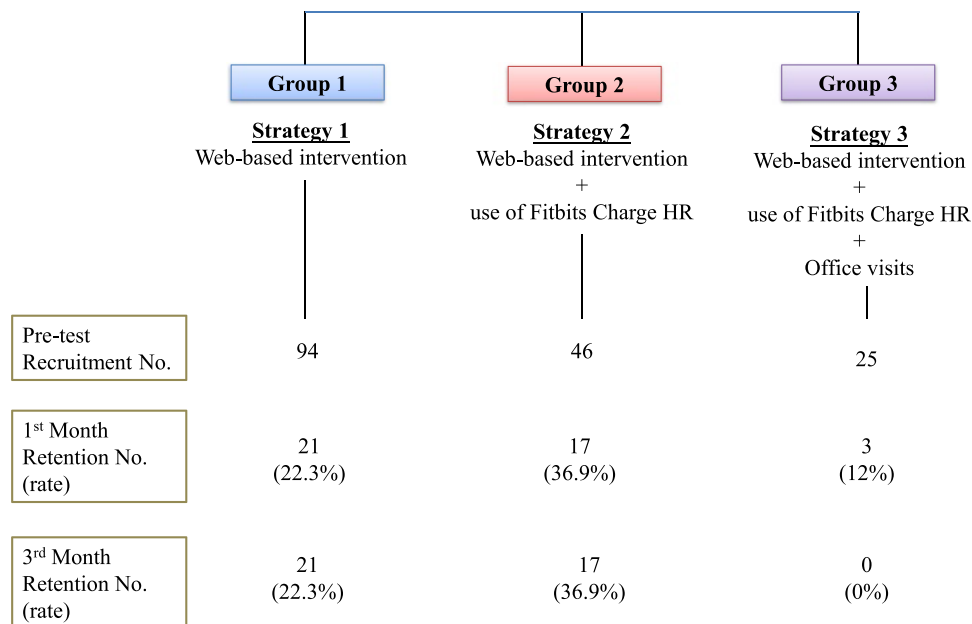 Group 1
Group 2
Group 3
Strategy 1
Web-based intervention
Strategy 2
Web-based intervention
+
use of Fitbits Charge HR
Strategy 3
Web-based intervention
+
use of Fitbits Charge HR
+
Office visits
Pre-test
Recruitment No.
94
46
25
1st Month
Retention No.
(rate)
21
(22.3%)
17
(36.9%)
3
(12%)
3rd Month
Retention No.
(rate)
21
(22.3%)
17
(36.9%)
0
(0%)